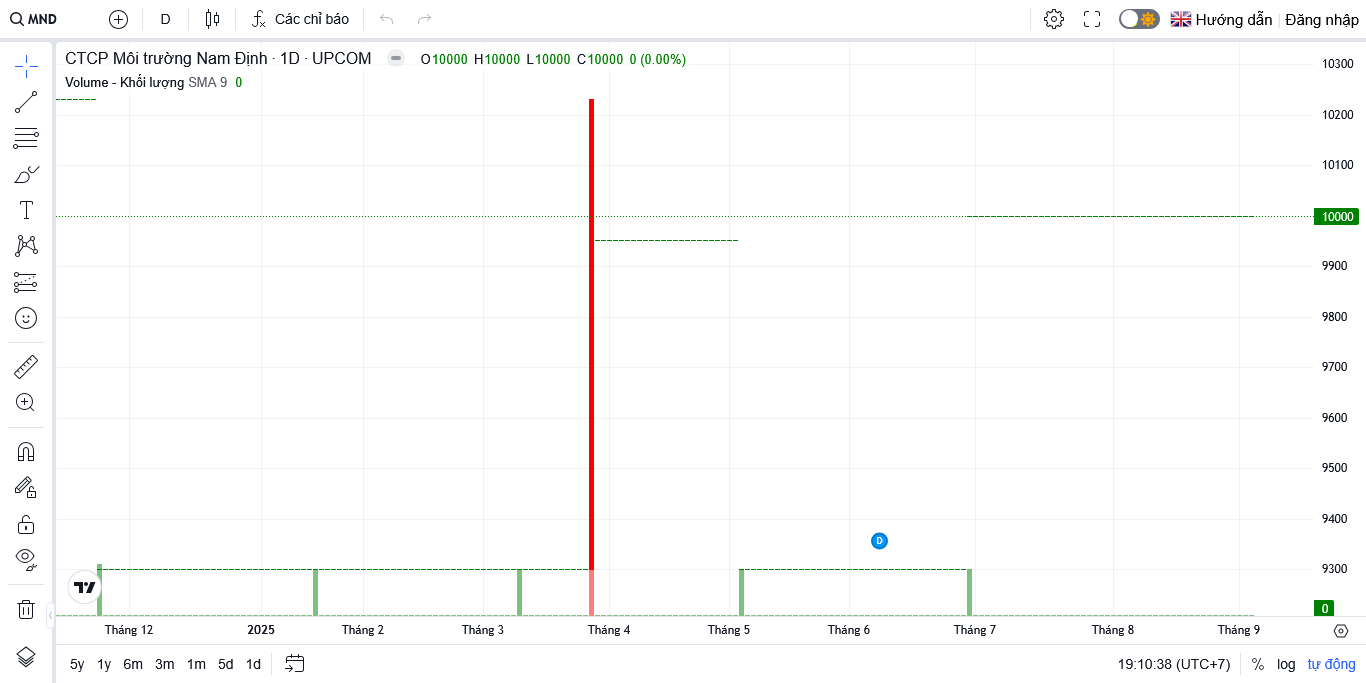 MND D Các chỉ báo Hướng dẫn Đăng nhập
CTCP Môi trường Nam Định · 1D · UPCOM O10000 H10000 L10000 C10000 0 (0.00%)
Volume - Khối lượng SMA 9 0
10300
10200
10100
10000
9900
9800
9700
9600
9500
9400
D
9300
0
Tháng 12 2025 Tháng 2 Tháng 3 Tháng 4 Tháng 5 Tháng 6 Tháng 7 Tháng 8 Tháng 9
5y 1y 6m 3m 1m 5d 1d 19:10:38 (UTC+7) % log tự động